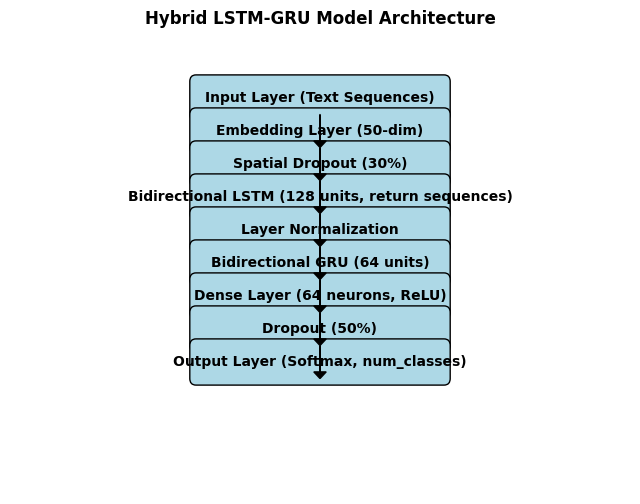 Hybrid LSTM-GRU Model Architecture
Input Layer (Text Sequences)
Embedding Layer (50-dim)
Spatial Dropout (30%)
Bidirectional LSTM (128 units, return sequences)
Layer Normalization
Bidirectional GRU (64 units)
Dense Layer (64 neurons, ReLU)
Dropout (50%)
Output Layer (Softmax, num_classes)